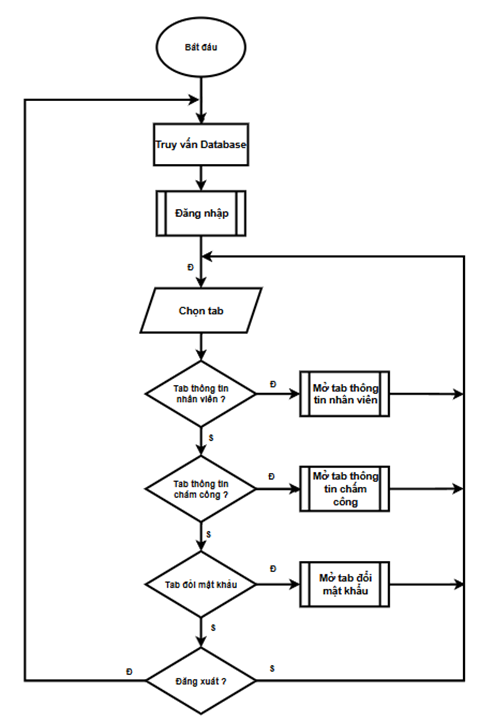 Bắt đầu
Truy vấn Database
Đăng nhập
Đ
Chọn tab
Tab thông tin
nhân viên ?
Đ
Mở tab thông
tin nhân viên
S
Tab thông tin
chấm công ?
Đ
Mở tab thông
tin chấm
công
S
Tab đổi mật khẩu
Đ
Mở tab đổi
mật khẩu
S
Đ
Đăng xuất ?
S